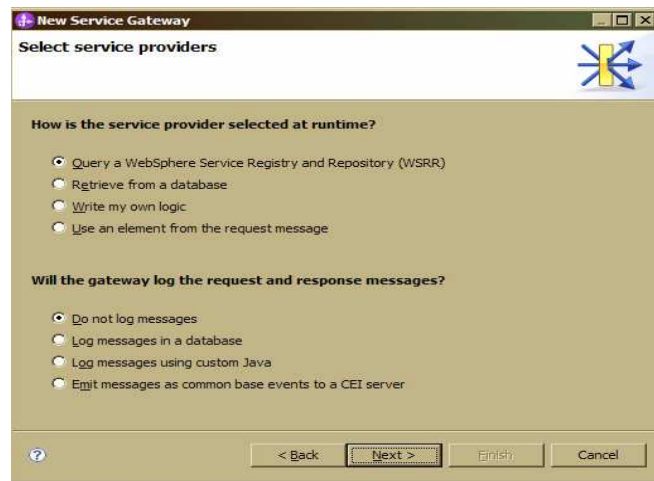 New Service Gateway
Select service providers
How is the service provider selected at runtime?
Query a WebSphere Service Registry and Repository (WSRR)
Retrieve from a database
Write my own logic
Use an element from the request message
Will the gateway log the request and response messages?
Do not log messages
Log messages in a database
Log messages using custom Java
Emit messages as common base events to a CEI server
? < Back Next > Finish Cancel